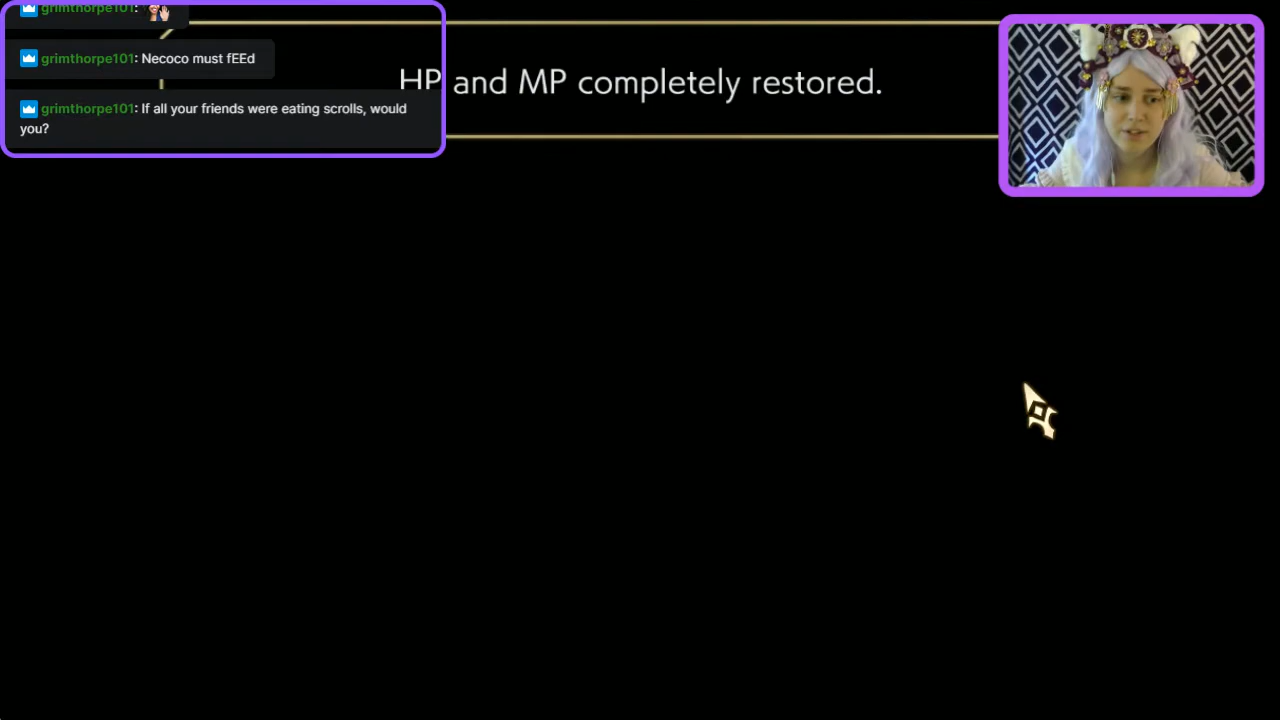 grimthorpe101:
grimthorpe101: Necoco must fEEd
grimthorpe101: If all your friends were eating scrolls, would
you?
HP and MP completely restored.